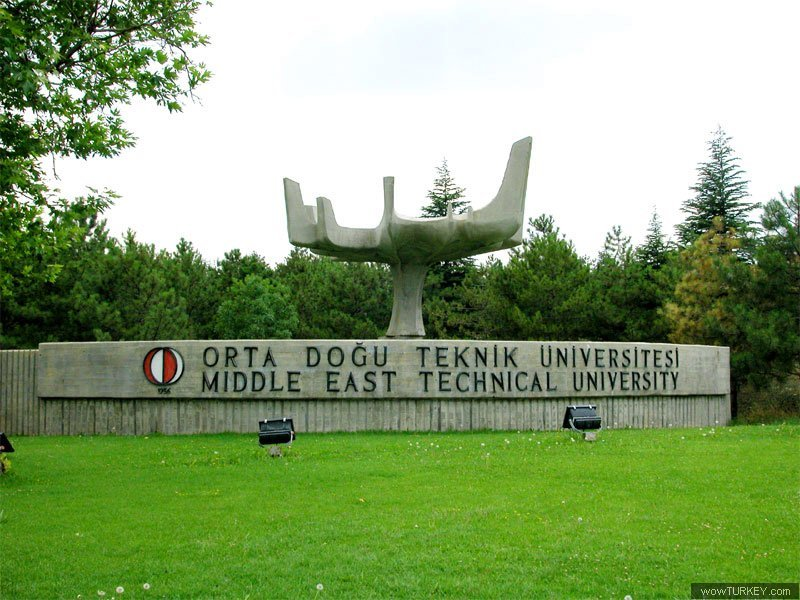 ORTA DOĞU TEKNİK ÜNİVERSİTESİ
MIDDLE EAST TECHNICAL UNIVERSITY
1956
wowTURKEY.com